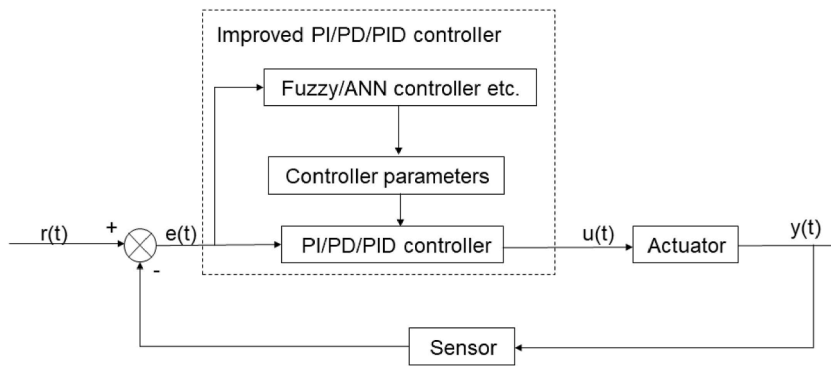 Improved PI/PD/PID controller
Fuzzy/ANN controller etc.
Controller parameters
r(t)
+
-
e(t)
PI/PD/PID controller
u(t)
Actuator
y(t)
Sensor